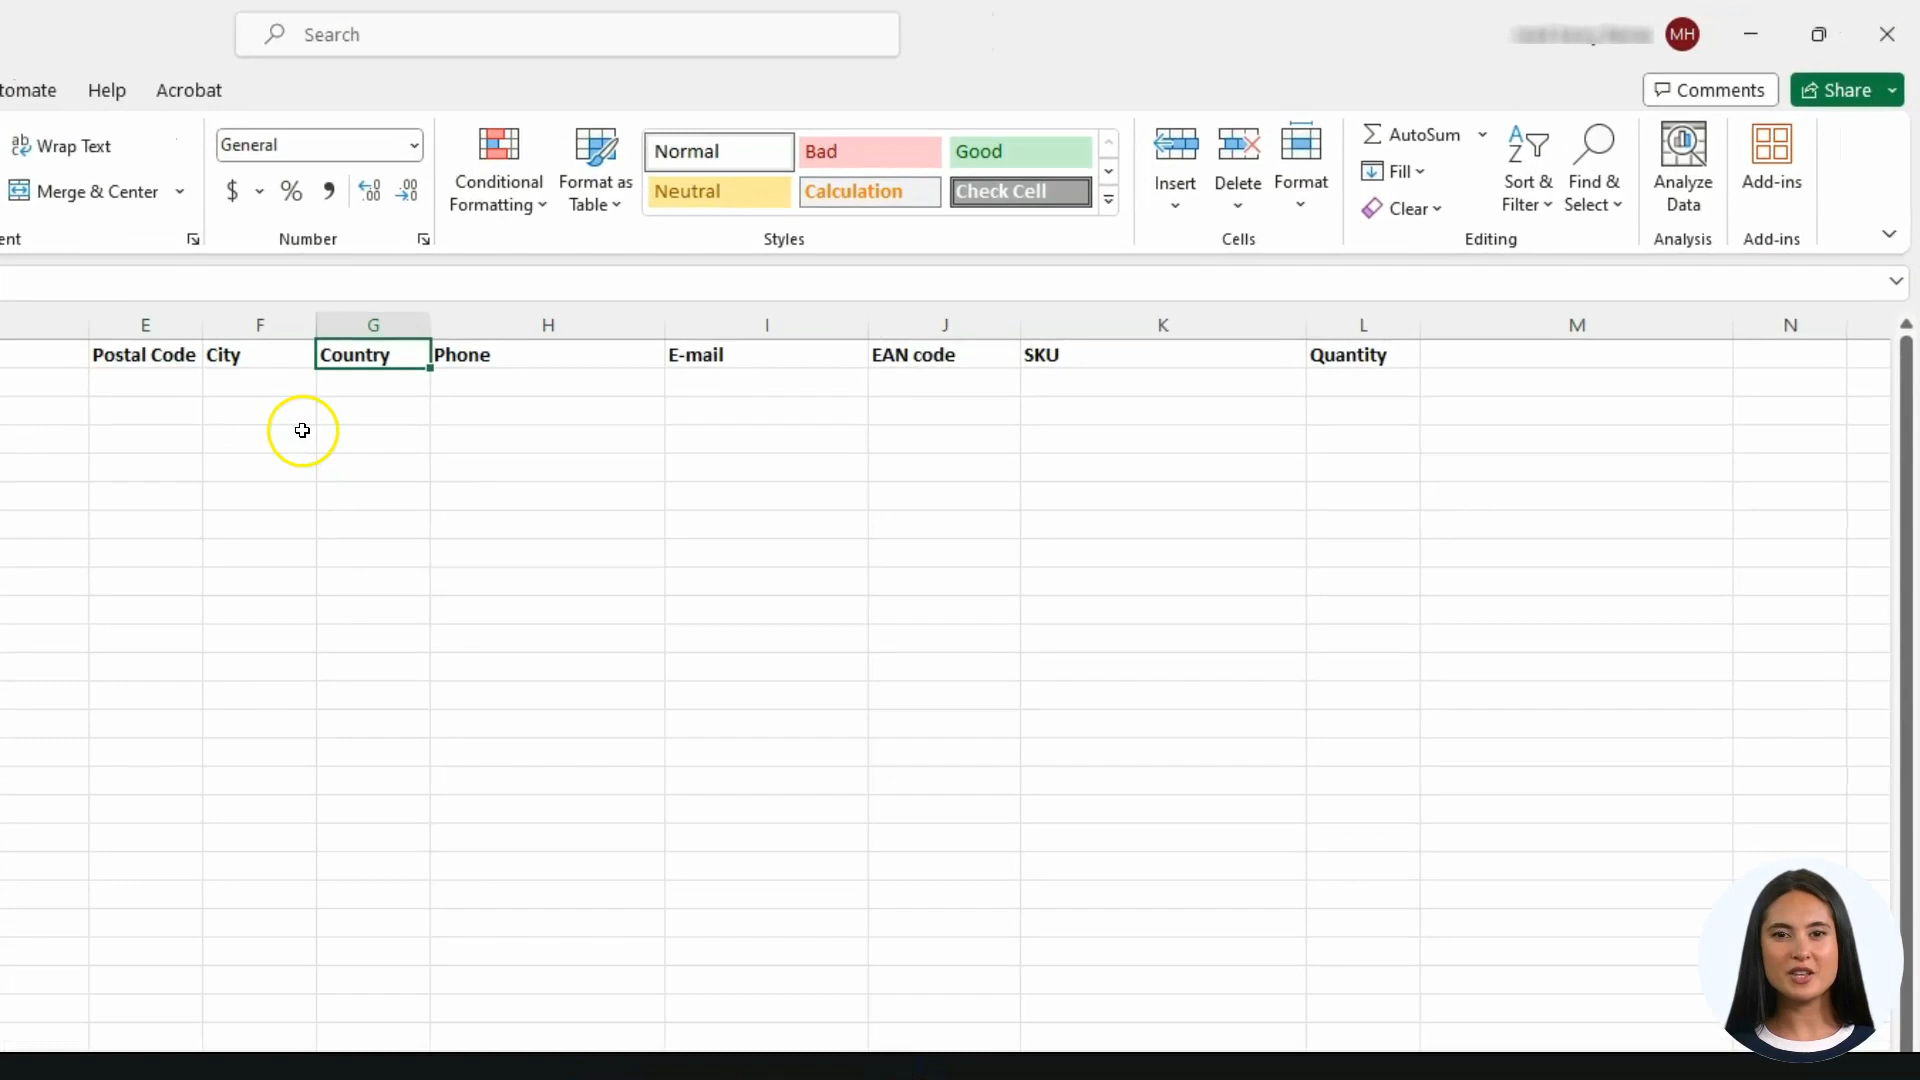 Search
MH
tomate Help Acrobat
Comments
Share
Wrap Text
General
Merge & Center
$ % ,
Number
ent
Conditional
Formatting
Format as
Table
Normal Bad Good
Neutral Calculation Check Cell
Styles
Insert Delete Format
Cells
AutoSum
Fill
Clear
Sort &
Filter
Find &
Select
Editing
Analyze
Data
Analysis
Add-ins
Add-ins
E F G H I J K L M N
Postal Code City Country Phone E-mail EAN code SKU Quantity